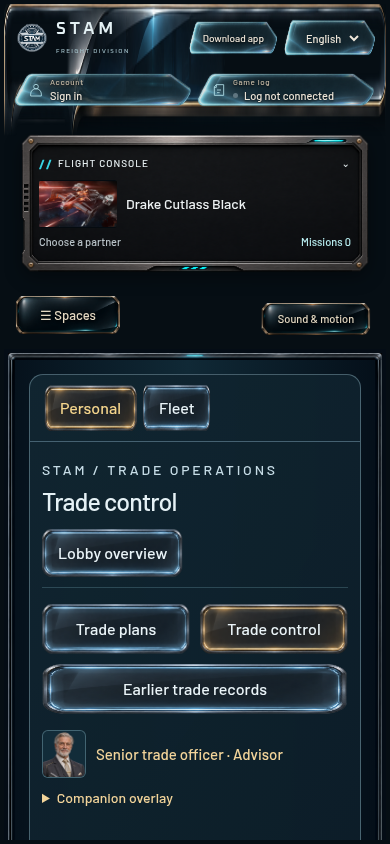 STAM
STAM
FREIGHT DIVISION
Download app
English
Account
Sign in
Game log
Log not connected
FLIGHT CONSOLE
Drake Cutlass Black
Choose a partner
Missions 0
☰ Spaces
Sound & motion
Personal
Fleet
STAM / TRADE OPERATIONS
Trade control
Lobby overview
Trade plans
Trade control
Earlier trade records
Senior trade officer · Advisor
▶ Companion overlay